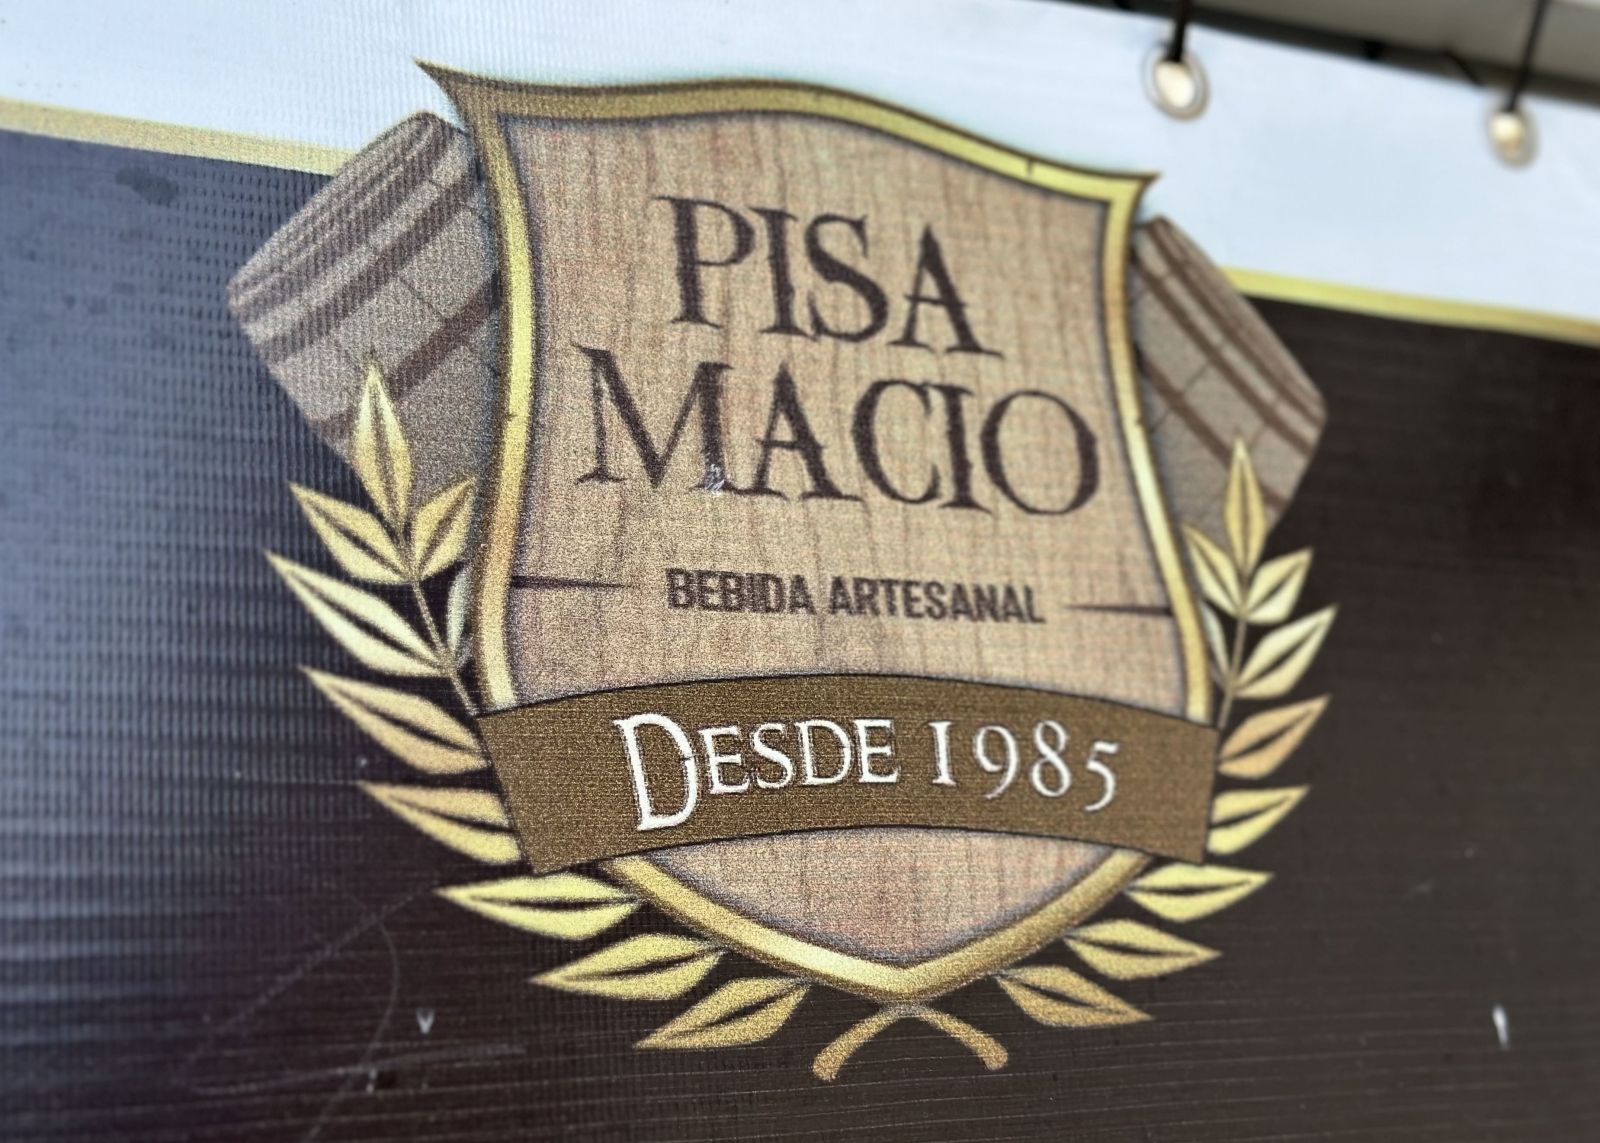 PISA
MACIO
BEBIDA ARTESANAL
DESDE 1985